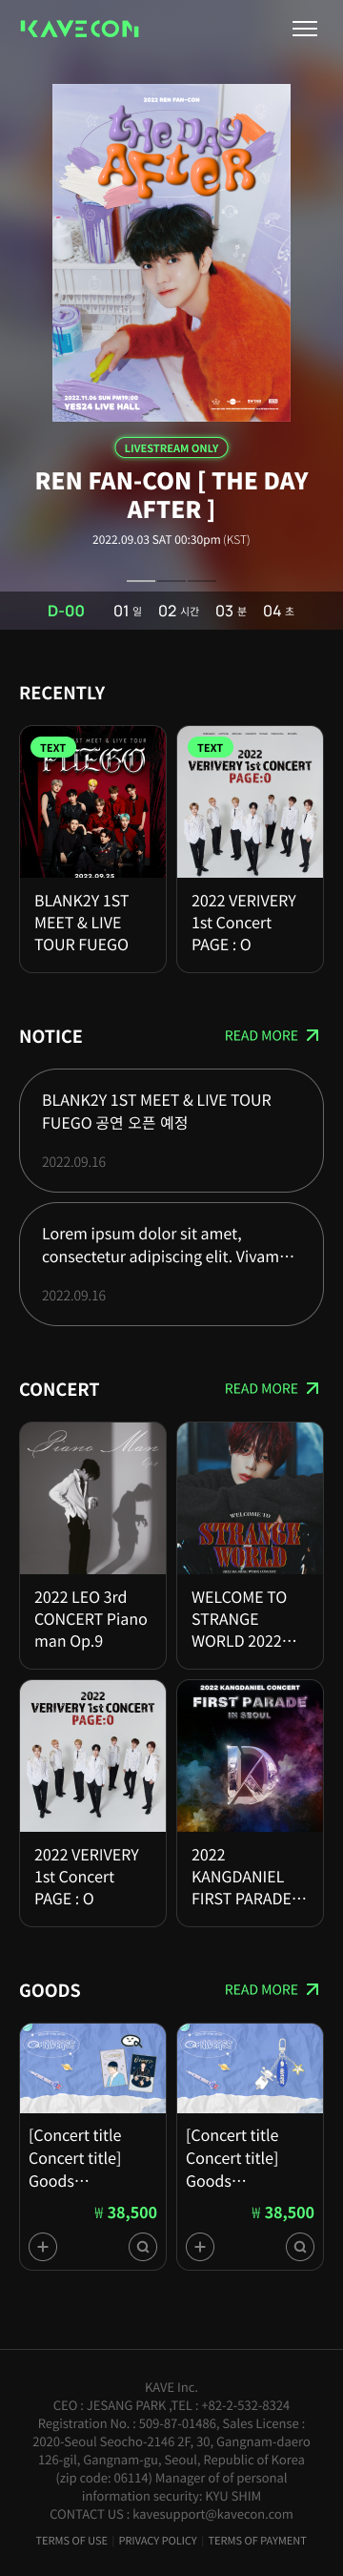 KAVECON
2022 REN FAN-CON
the DAY
AFTER
2022.11.06 SUN PM19:00
YES24 LIVE HALL
LIVESTREAM ONLY
REN FAN-CON [ THE DAY
AFTER ]
2022.09.03 SAT 00:30pm (KST)
D-00 01 일 02 시간 03 분 04 초
RECENTLY
TEXT
MEET & LIVE TOUR
FUEGO
2022.09.25
BLANK2Y 1ST
MEET & LIVE
TOUR FUEGO
TEXT
2022
VERIVERY 1st CONCERT
PAGE:O
2022 VERIVERY
1st Concert
PAGE : O
NOTICE
READ MORE
BLANK2Y 1ST MEET & LIVE TOUR
FUEGO 공연 오픈 예정
2022.09.16
Lorem ipsum dolor sit amet,
consectetur adipiscing elit. Vivam…
2022.09.16
CONCERT
READ MORE
Piano Man
2022 LEO 3rd
CONCERT Piano
man Op.9
WELCOME TO
STRANGE
WORLD
WELCOME TO
STRANGE
WORLD 2022…
2022
VERIVERY 1st CONCERT
PAGE:O
2022 VERIVERY
1st Concert
PAGE : O
2022 KANGDANIEL CONCERT
FIRST PARADE
IN SEOUL
2022
KANGDANIEL
FIRST PARADE…
GOODS
READ MORE
[Concert title
Concert title]
Goods…
₩ 38,500
[Concert title
Concert title]
Goods…
₩ 38,500
KAVE Inc.
CEO : JESANG PARK ,TEL : +82-2-532-8324
Registration No. : 509-87-01486, Sales License :
2020-Seoul Seocho-2146 2F, 30, Gangnam-daero
126-gil, Gangnam-gu, Seoul, Republic of Korea
(zip code: 06114) Manager of of personal
information security: KYU SHIM
CONTACT US : kavesupport@kavecon.com
TERMS OF USE | PRIVACY POLICY | TERMS OF PAYMENT